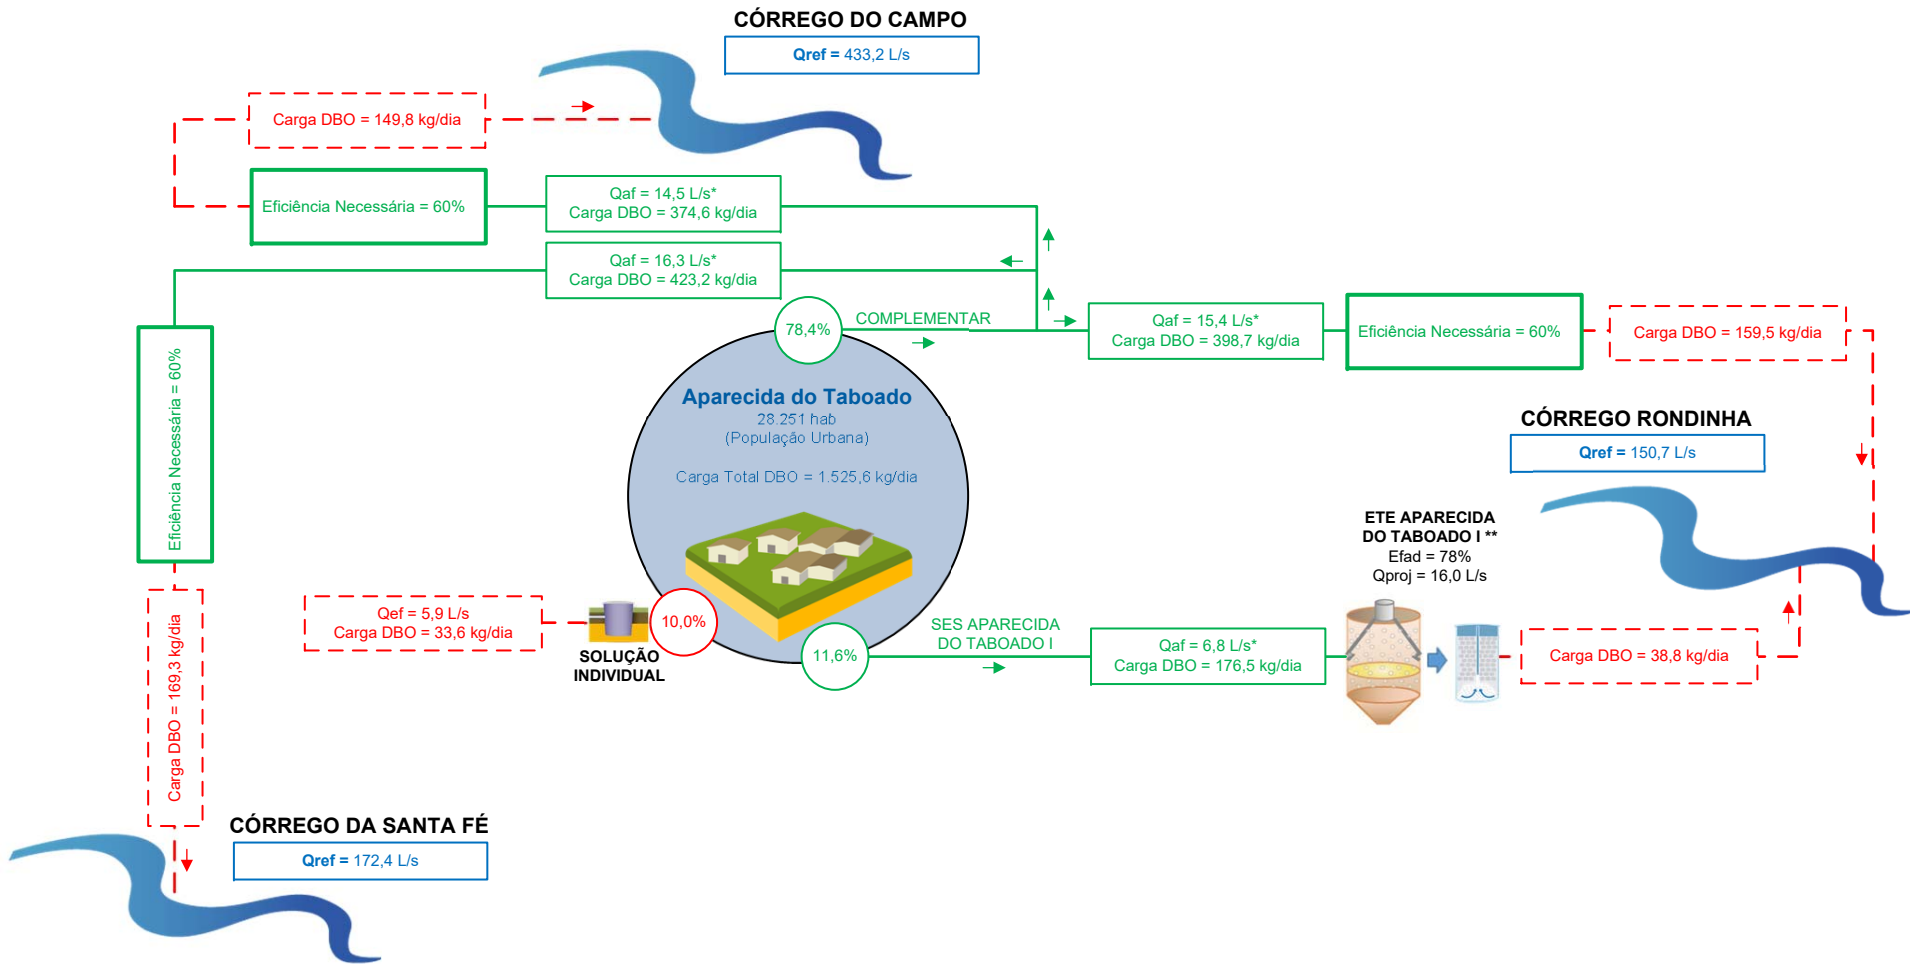 CÓRREGO DO CAMPO
Qref = 433,2 L/s
Carga DBO = 149,8 kg/dia
Eficiência Necessária = 60%
Qaf = 14,5 L/s*
Carga DBO = 374,6 kg/dia
Qaf = 16,3 L/s*
Carga DBO = 423,2 kg/dia
78,4%
COMPLEMENTAR
Qaf = 15,4 L/s*
Carga DBO = 398,7 kg/dia
Eficiência Necessária = 60%
Carga DBO = 159,5 kg/dia
Eficiência Necessária = 60%
Aparecida do Taboado
28.251 hab
(População Urbana)
Carga Total DBO = 1.525,6 kg/dia
CÓRREGO RONDINHA
Qref = 150,7 L/s
ETE APARECIDA
DO TABOADO I **
Efad = 78%
Qproj = 16,0 L/s
Qef = 5,9 L/s
Carga DBO = 33,6 kg/dia
SOLUÇÃO
INDIVIDUAL
10,0%
11,6%
SES APARECIDA
DO TABOADO I
Qaf = 6,8 L/s*
Carga DBO = 176,5 kg/dia
Carga DBO = 38,8 kg/dia
Carga DBO = 169,3 kg/dia
CÓRREGO DA SANTA FÉ
Qref = 172,4 L/s